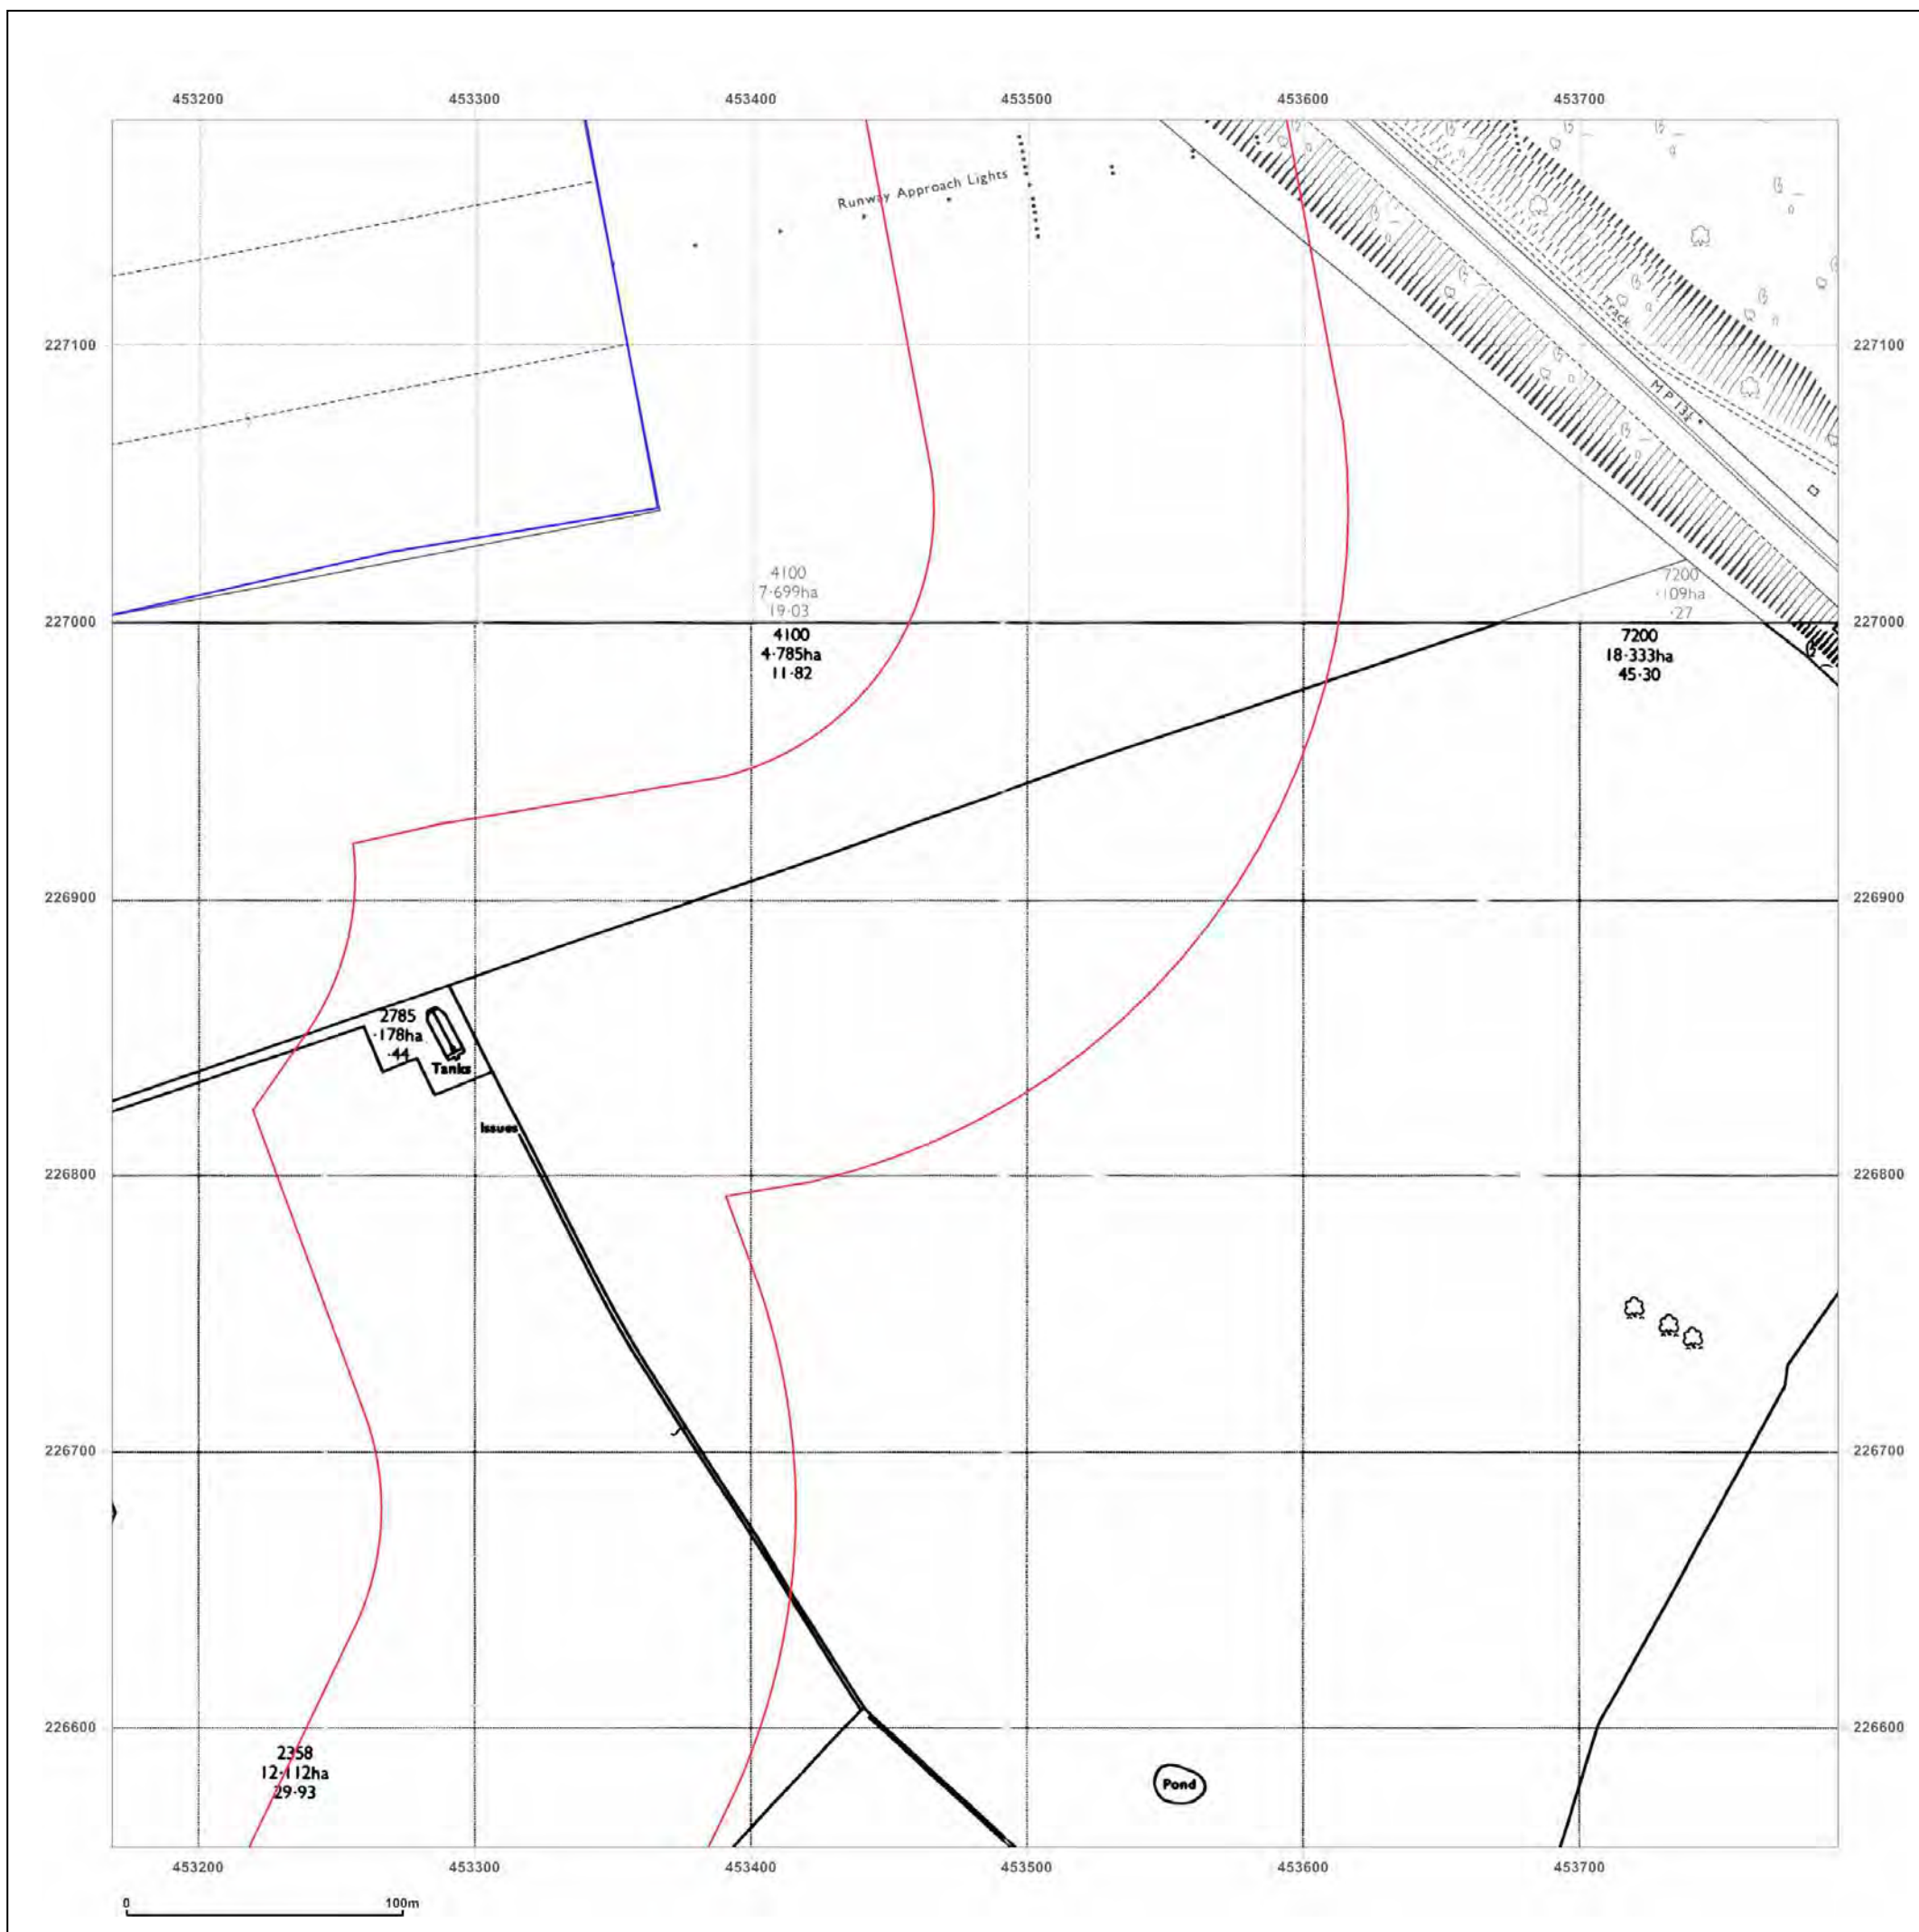 453200 453300 453400 453500 453600 453700
Runway Approach Lights
Track
227100 227100
M P 13¼
4100
7·699ha
19·03
7200
·109ha
·27
227000 227000
4100
4·785ha
11·82
7200
18·333ha
45·30
226900 226900
2785
·178ha
·44
Tanks
Issues
226800 226800
226700 226700
226600 226600
2358
12·112ha
29·93
Pond
453200 453300 453400 453500 453600 453700
0 100m